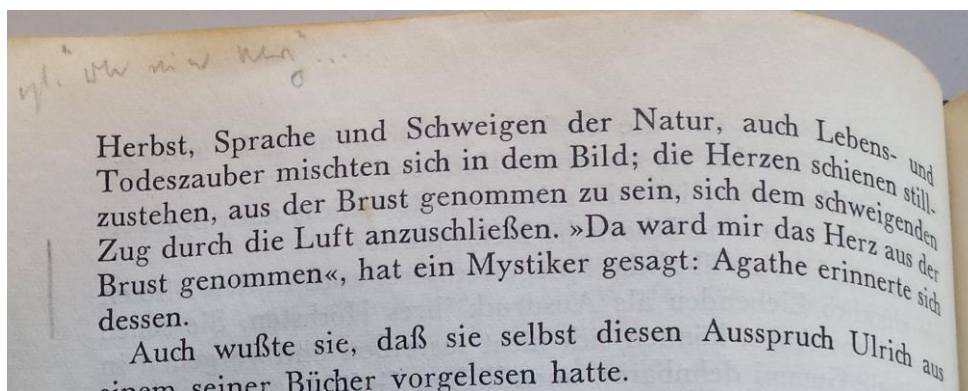 vgl.
Herbst, Sprache und Schweigen der Natur, auch Lebens- und
Todeszauber mischten sich in dem Bild; die Herzen schienen still-
zustehen, aus der Brust genommen zu sein, sich dem schweigenden
Zug durch die Luft anzuschließen. »Da ward mir das Herz aus der
Brust genommen«, hat ein Mystiker gesagt: Agathe erinnerte sich
dessen.
Auch wußte sie, daß sie selbst diesen Ausspruch Ulrich aus
einem seiner Bücher vorgelesen hatte.